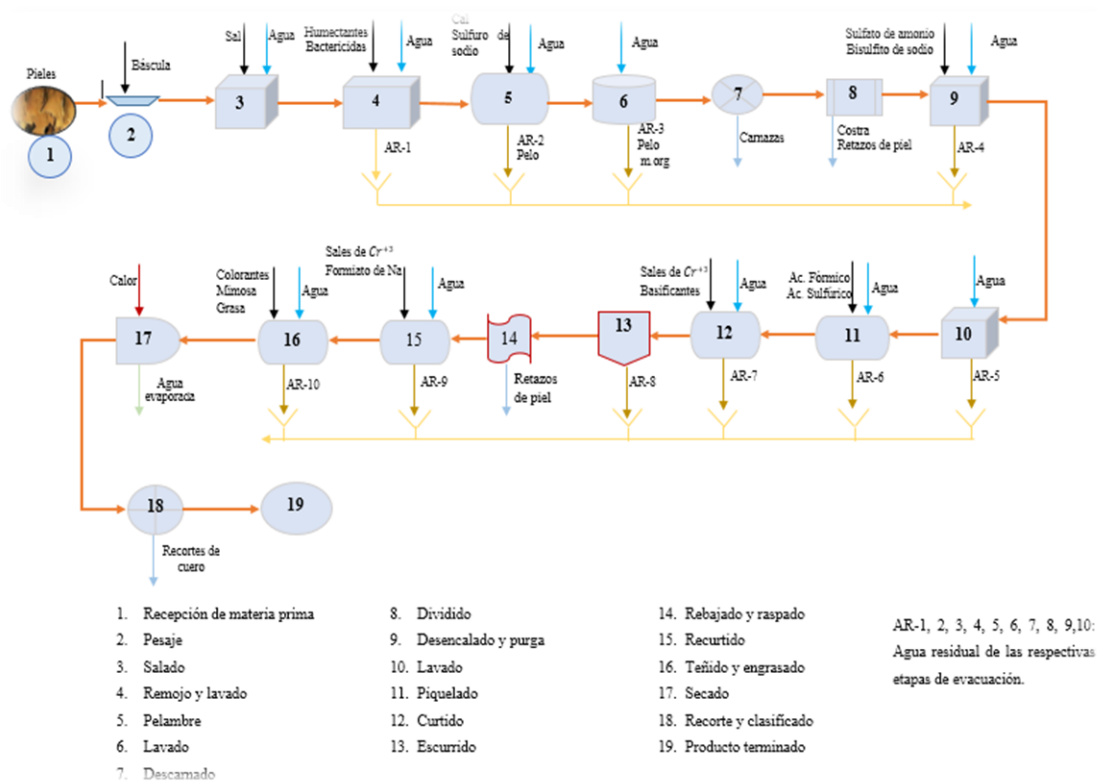 Pieles
Báscula
Sal
Agua
Humectantes
Bactericidas
Agua
Cal
Sulfuro de
sodio
Agua
Agua
Sulfato de amonio
Bisulfito de sodio
Agua
1
2
3
4
5
6
7
8
9
AR-1
AR-2
Pelo
AR-3
Pelo
m.org
Carnazas
Costra
Retazos de piel
AR-4
Calor
Colorantes
Mimosa
Grasa
Agua
Sales de Cr⁺³
Formiato de Na
Agua
Sales de Cr⁺³
Basificantes
Agua
Ac. Fórmico
Ac. Sulfúrico
Agua
Agua
17
16
15
14
13
12
11
10
Agua
evaporada
AR-10
AR-9
Retazos
de piel
AR-8
AR-7
AR-6
AR-5
18
19
Recortes de
cuero
1. Recepción de materia prima
2. Pesaje
3. Salado
4. Remojo y lavado
5. Pelambre
6. Lavado
7. Descarnado
8. Dividido
9. Desencalado y purga
10. Lavado
11. Piquelado
12. Curtido
13. Escurrido
14. Rebajado y raspado
15. Recurtido
16. Teñido y engrasado
17. Secado
18. Recorte y clasificado
19. Producto terminado
AR-1, 2, 3, 4, 5, 6, 7, 8, 9,10:
Agua residual de las respectivas
etapas de evacuación.